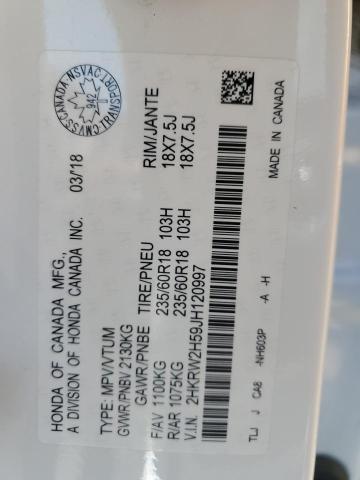 HONDA OF CANADA MFG.,
A DIVISION OF HONDA CANADA INC. 03/18
CANADA-NSVAC-TRANSPORT-CMVSS
942
TYPE: MPV/VTUM
GVWR/PNBV 2130KG
GAWR/PNBE TIRE/PNEU RIM/JANTE
F/AV 1100KG 235/60R18 103H 18X7.5J
R/AR 1075KG 235/60R18 103H 18X7.5J
V.I.N. 2HKRW2H59JH120997
TLJ J CA8 -NH603P -A -H MADE IN CANADA